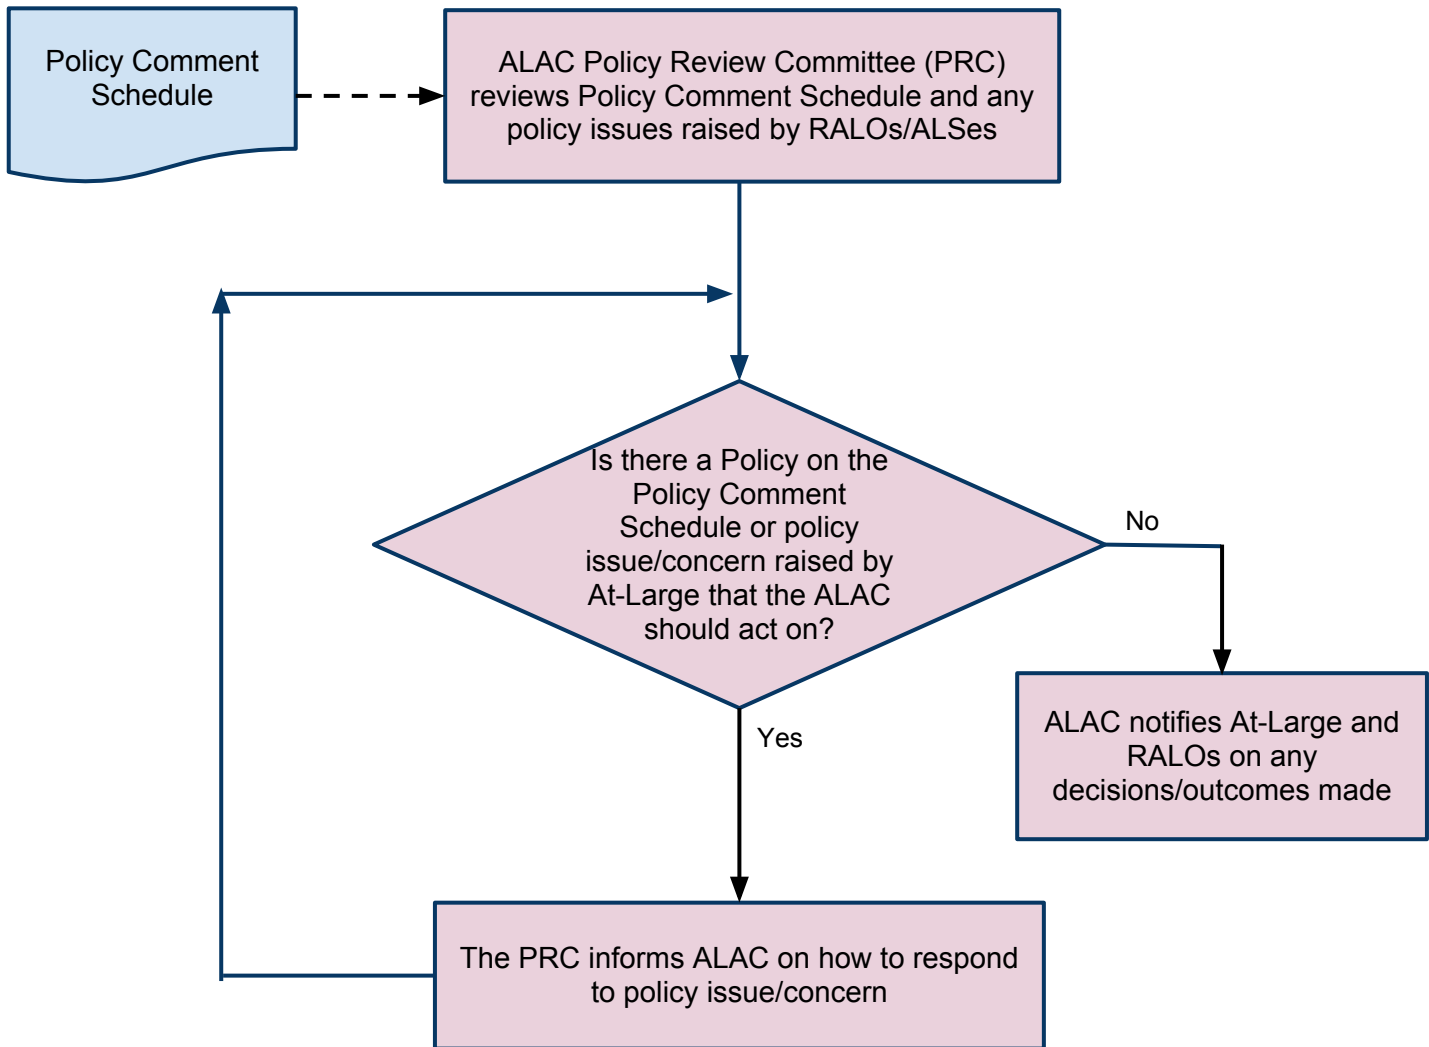 Policy Comment
Schedule
ALAC Policy Review Committee (PRC)
reviews Policy Comment Schedule and any
policy issues raised by RALOs/ALSes
Is there a Policy on the
Policy Comment
Schedule or policy
issue/concern raised by
At-Large that the ALAC
should act on?
No
Yes
ALAC notifies At-Large and
RALOs on any
decisions/outcomes made
The PRC informs ALAC on how to respond
to policy issue/concern